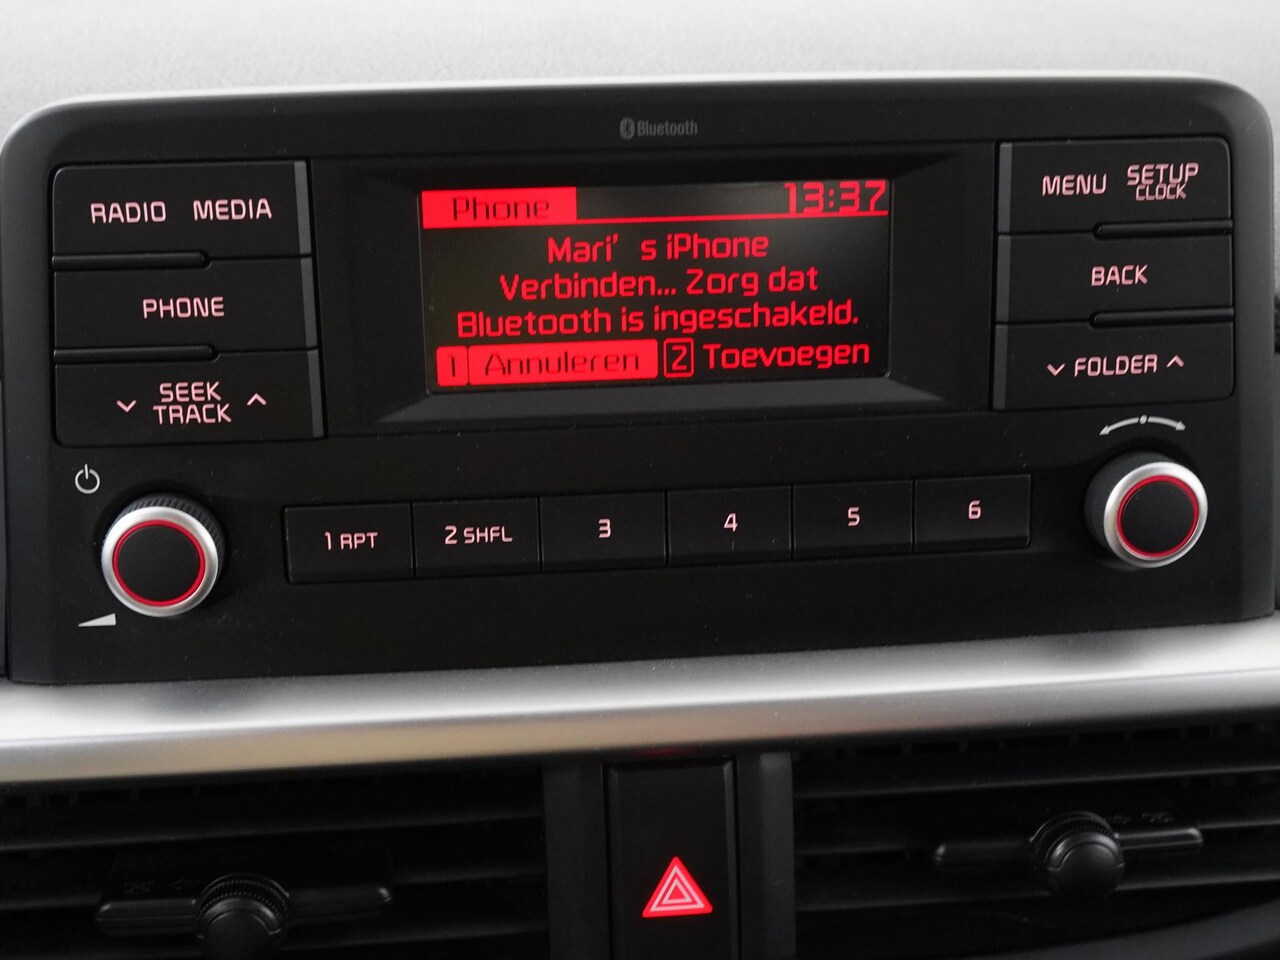 Bluetooth
RADIO MEDIA
PHONE
SEEK
TRACK
Phone 13:37
Mari' s iPhone
Verbinden... Zorg dat
Bluetooth is ingeschakeld.
1 Annuleren 2 Toevoegen
MENU SETUP
CLOCK
BACK
FOLDER
1 RPT 2 SHFL 3 4 5 6